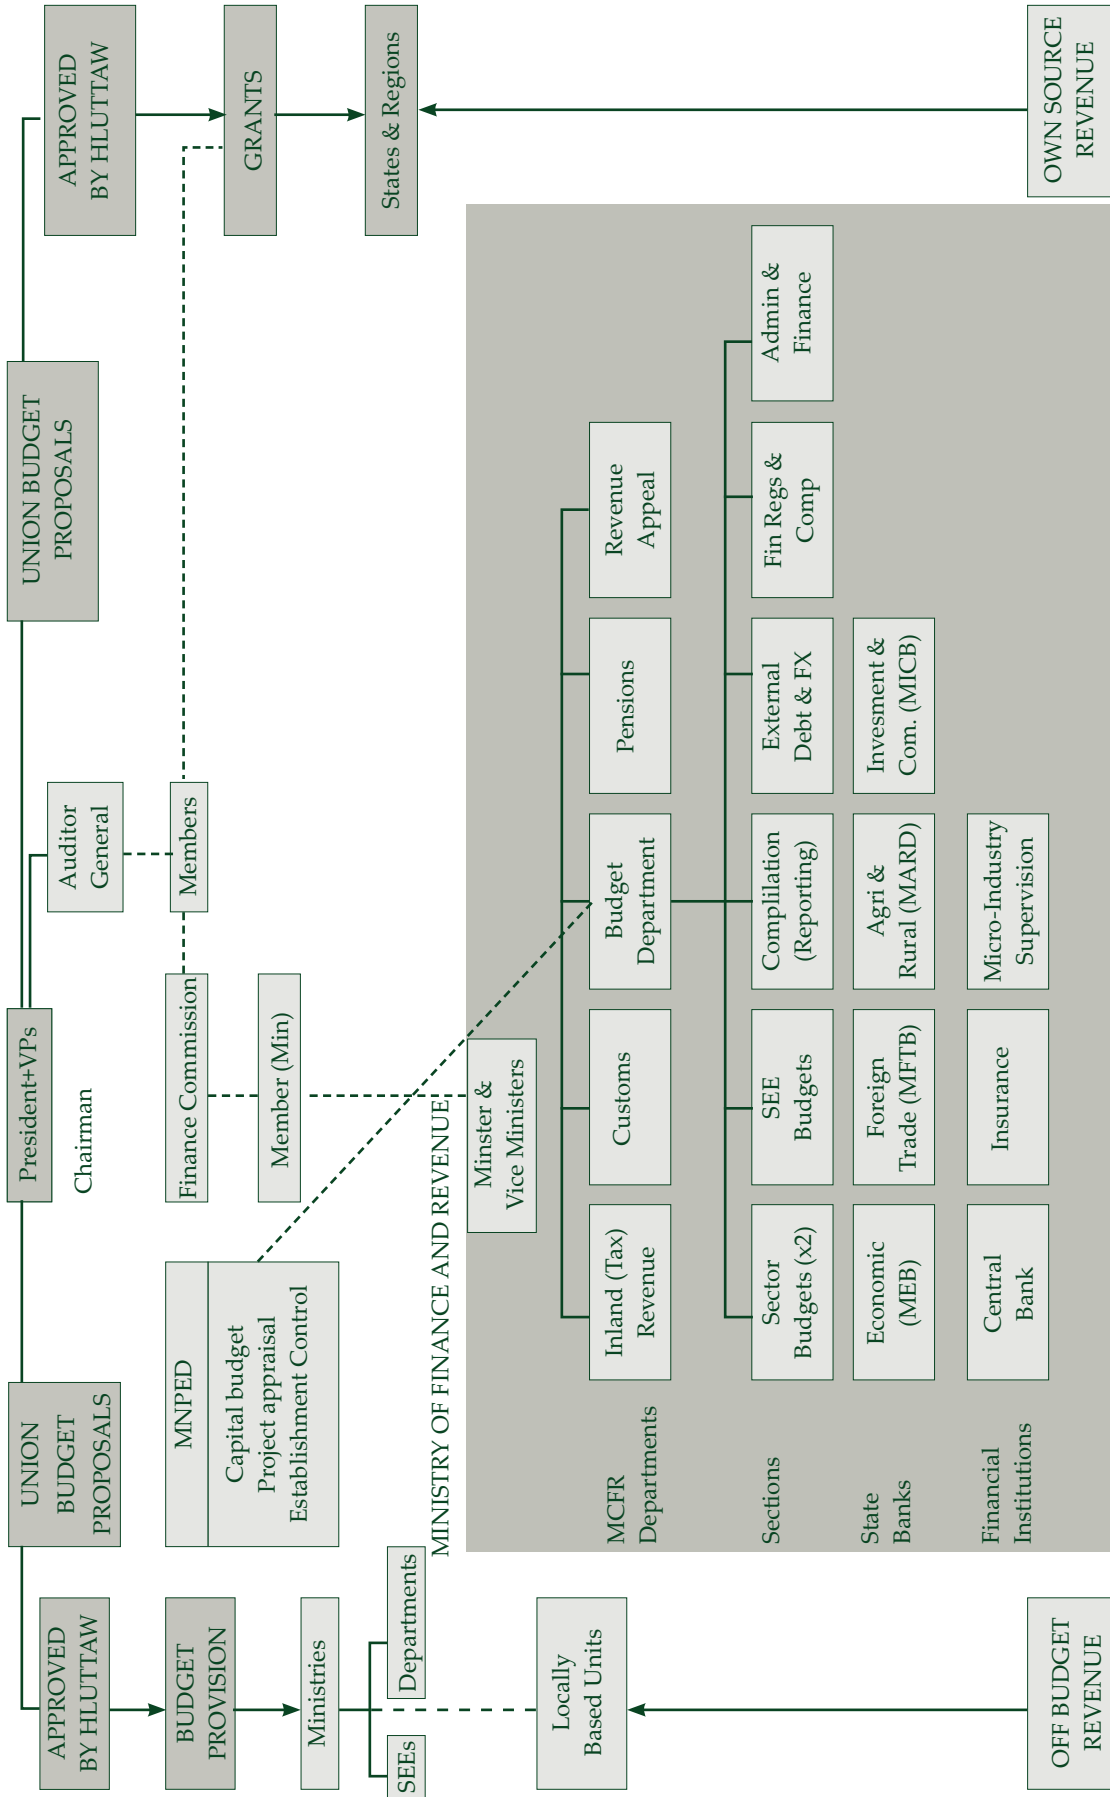 APPROVED
BY HLUTTAW
BUDGET
PROVISION
Ministries
SEEs
Departments
Locally
Based Units
OFF BUDGET
REVENUE
UNION
BUDGET
PROPOSALS
MNPED
Capital budget
Project appraisal
Establishment Control
President+VPs
Chairman
Finance Commission
Member (Min)
Auditor
General
Members
UNION BUDGET
PROPOSALS
APPROVED
BY HLUTTAW
GRANTS
States & Regions
OWN SOURCE
REVENUE
MINISTRY OF FINANCE AND REVENUE
Minster &
Vice Ministers
MCFR
Departments
Inland (Tax)
Revenue
Customs
Budget
Department
Pensions
Revenue
Appeal
Sections
Sector
Budgets (x2)
SEE
Budgets
Complilation
(Reporting)
External
Debt & FX
Fin Regs &
Comp
Admin &
Finance
State
Banks
Economic
(MEB)
Foreign
Trade (MFTB)
Agri &
Rural (MARD)
Invesment &
Com. (MICB)
Financial
Institutions
Central
Bank
Insurance
Micro-Industry
Supervision